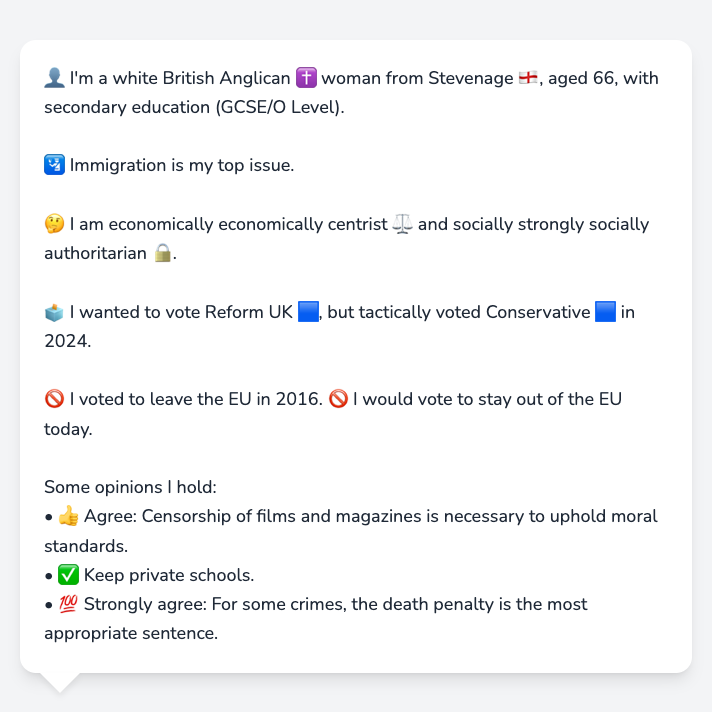 👤 I'm a white British Anglican ✝️ woman from Stevenage 🏴󠁧󠁢󠁥󠁮󠁧󠁿, aged 66, with
secondary education (GCSE/O Level).
🛂 Immigration is my top issue.
🤔 I am economically economically centrist ⚖️ and socially strongly socially
authoritarian 🔒.
🗳️ I wanted to vote Reform UK 🟦, but tactically voted Conservative 🟦 in
2024.
🚫 I voted to leave the EU in 2016. 🚫 I would vote to stay out of the EU
today.
Some opinions I hold:
• 👍 Agree: Censorship of films and magazines is necessary to uphold moral
standards.
• ✅ Keep private schools.
• 💯 Strongly agree: For some crimes, the death penalty is the most
appropriate sentence.